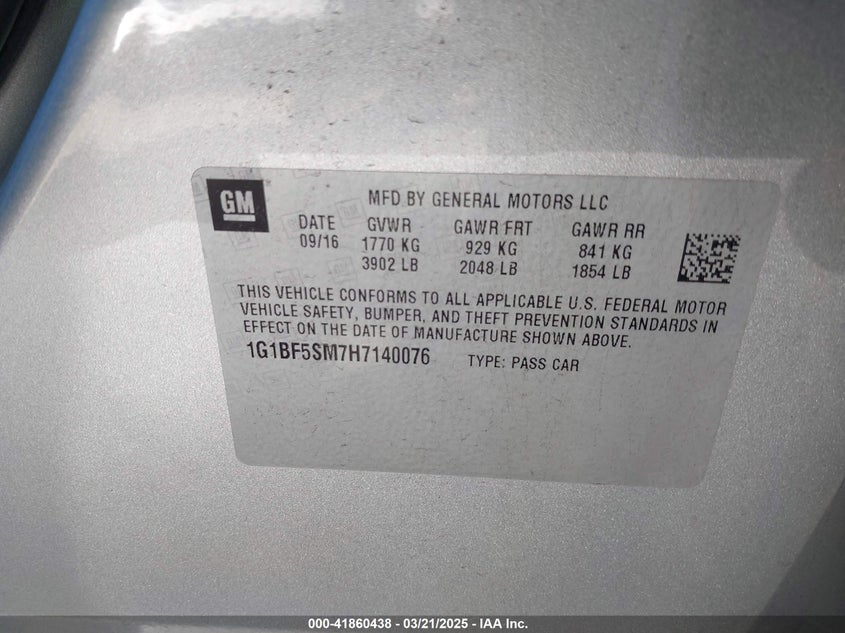 GM
MFD BY GENERAL MOTORS LLC
DATE GVWR GAWR FRT GAWR RR
09/16 1770 KG 929 KG 841 KG
3902 LB 2048 LB 1854 LB
THIS VEHICLE CONFORMS TO ALL APPLICABLE U.S. FEDERAL MOTOR
VEHICLE SAFETY, BUMPER, AND THEFT PREVENTION STANDARDS IN
EFFECT ON THE DATE OF MANUFACTURE SHOWN ABOVE.
1G1BF5SM7H7140076 TYPE: PASS CAR
000-41860438 - 03/21/2025 - IAA Inc.